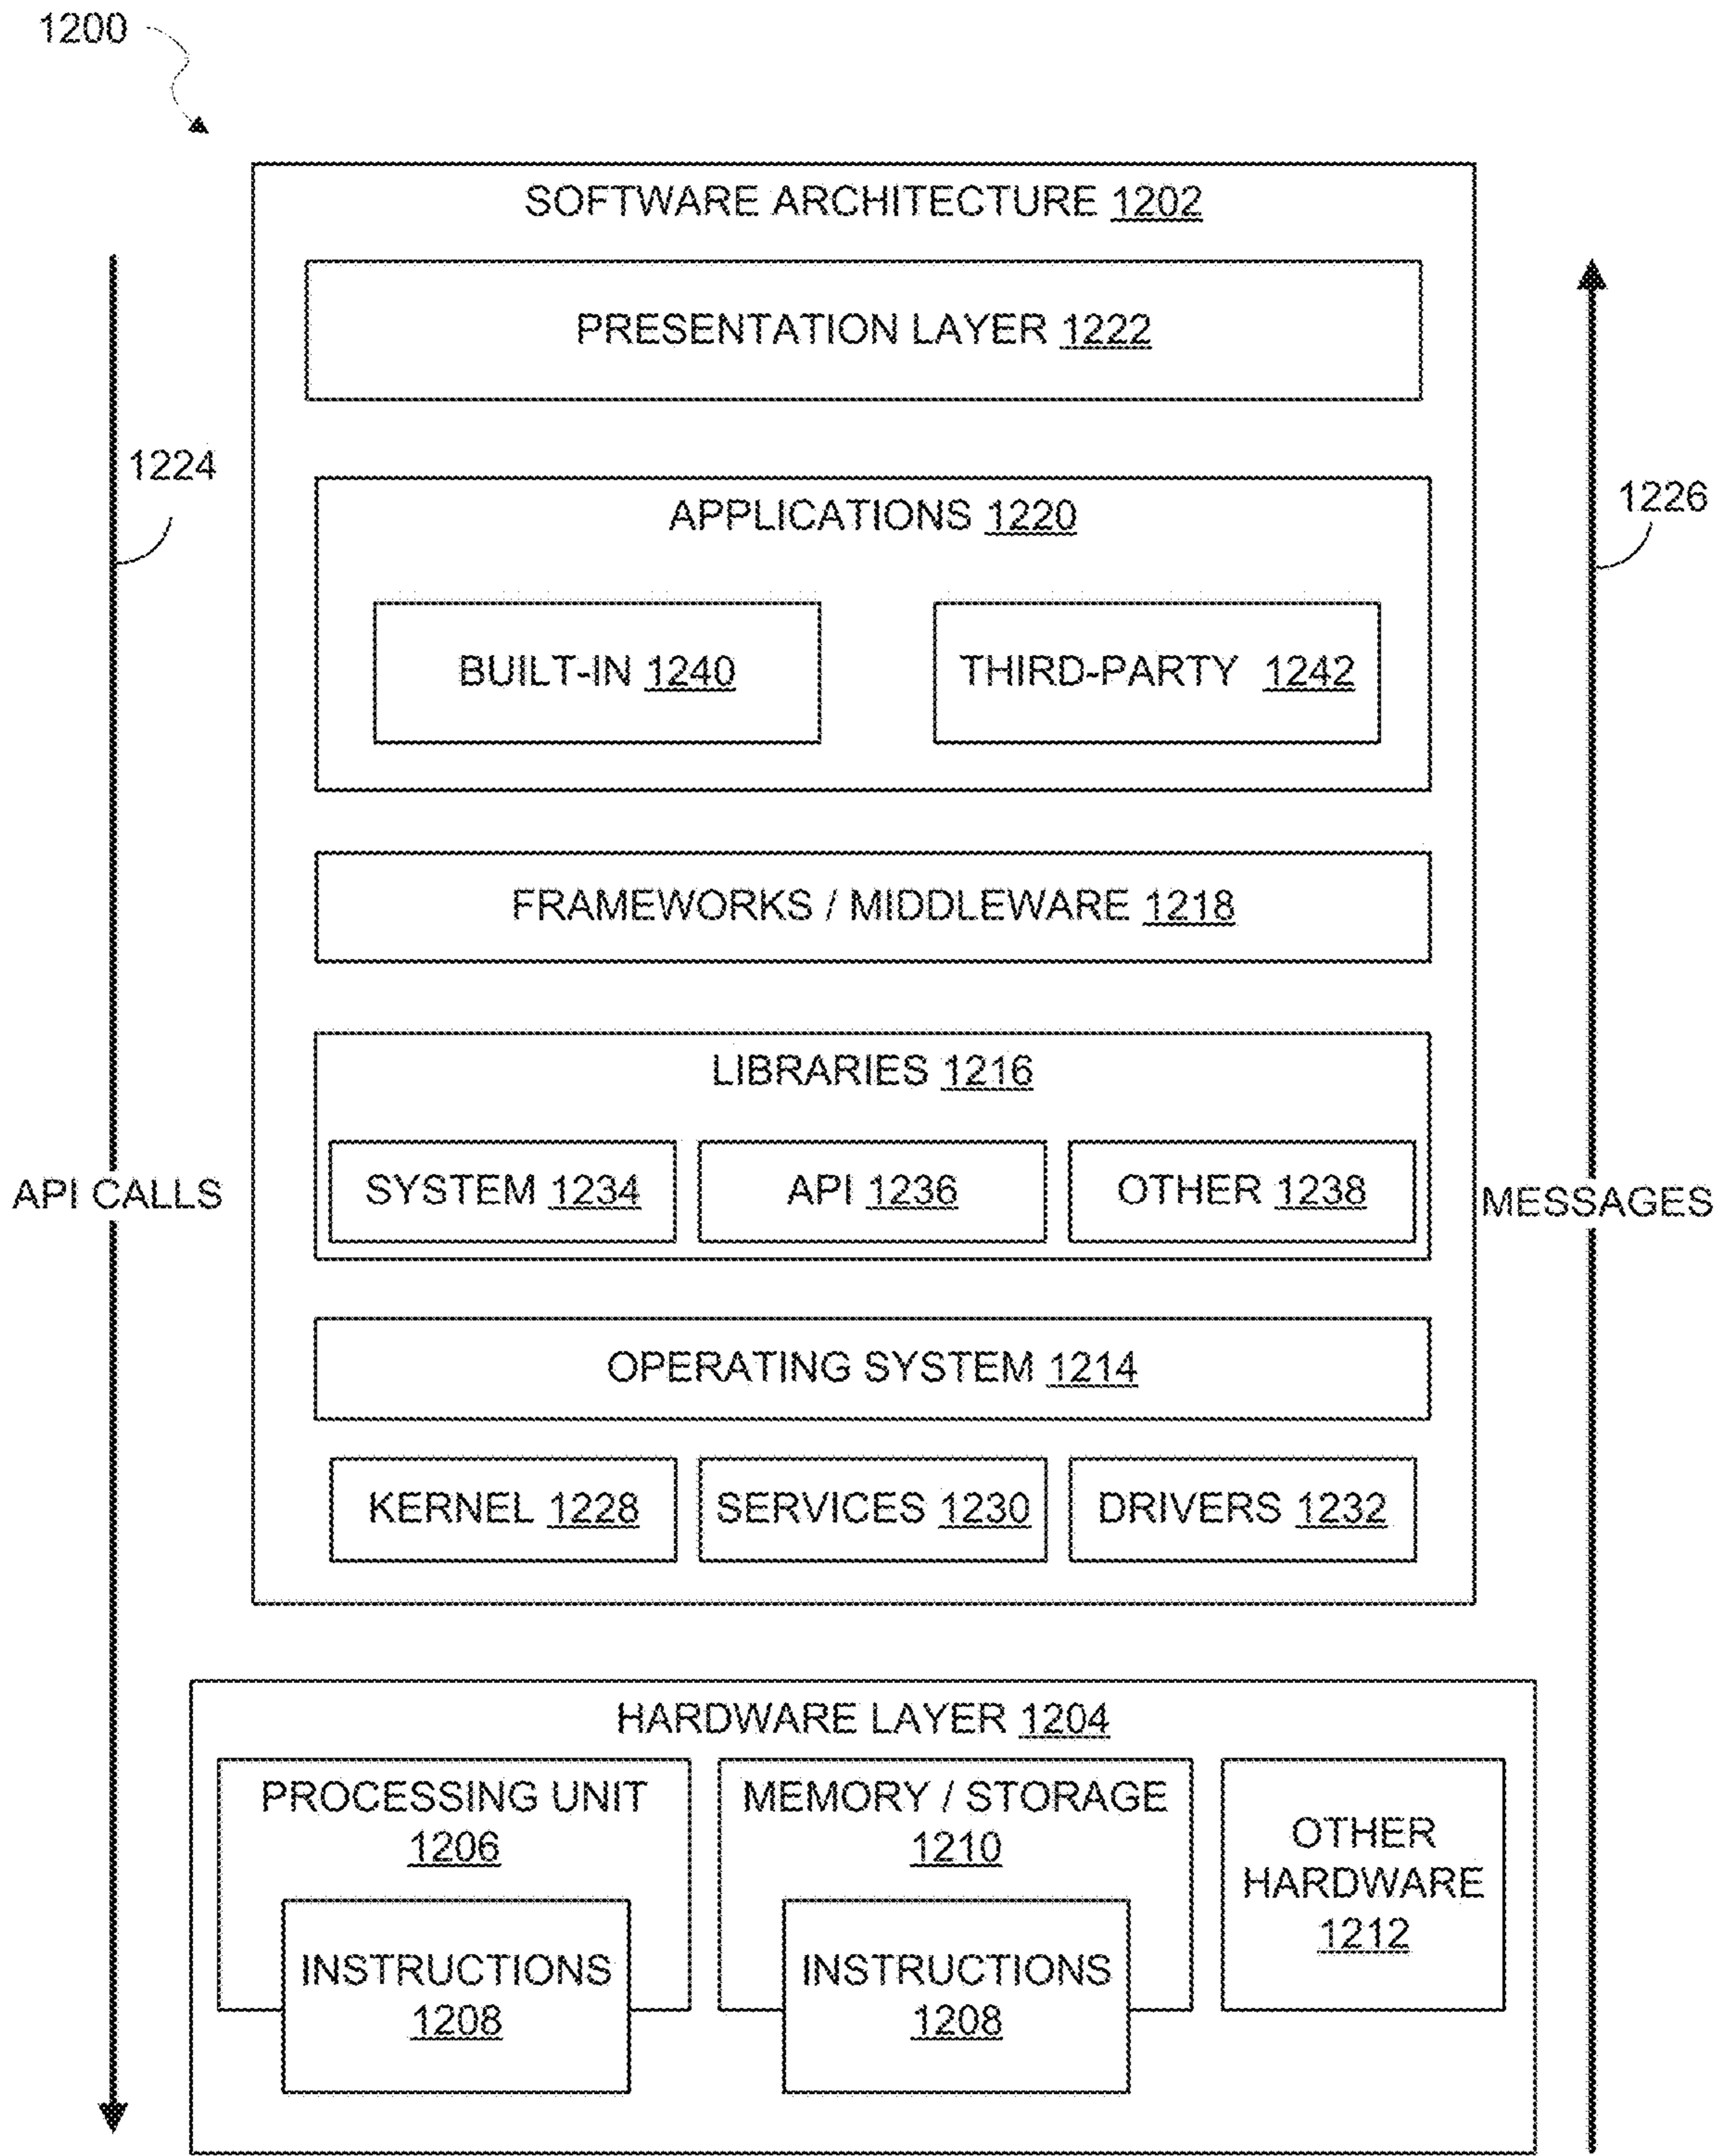 1200
SOFTWARE ARCHITECTURE 1202
PRESENTATION LAYER 1222
1224
1226
APPLICATIONS 1220
BUILT-IN 1240
THIRD-PARTY 1242
FRAMEWORKS / MIDDLEWARE 1218
LIBRARIES 1216
SYSTEM 1234
API 1236
OTHER 1238
API CALLS
MESSAGES
OPERATING SYSTEM 1214
KERNEL 1228
SERVICES 1230
DRIVERS 1232
HARDWARE LAYER 1204
PROCESSING UNIT
1206
INSTRUCTIONS
1208
MEMORY / STORAGE
1210
INSTRUCTIONS
1208
OTHER
HARDWARE
1212